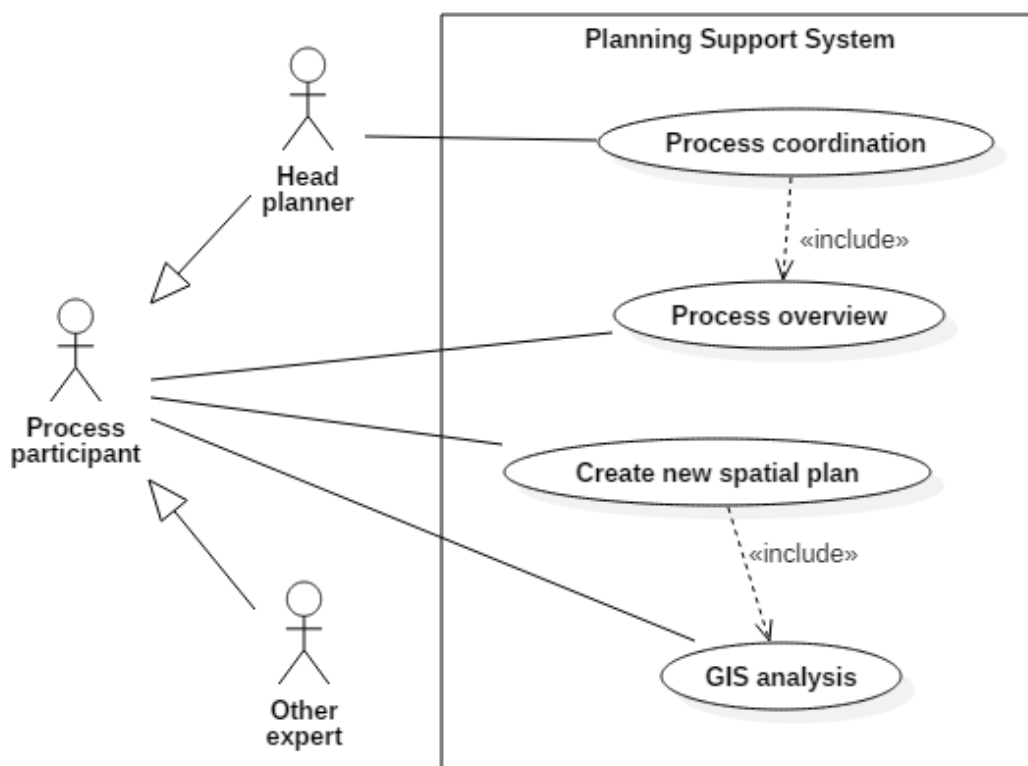 Planning Support System
Head
planner
Process coordination
«include»
Process overview
Process
participant
Create new spatial plan
«include»
GIS analysis
Other
expert